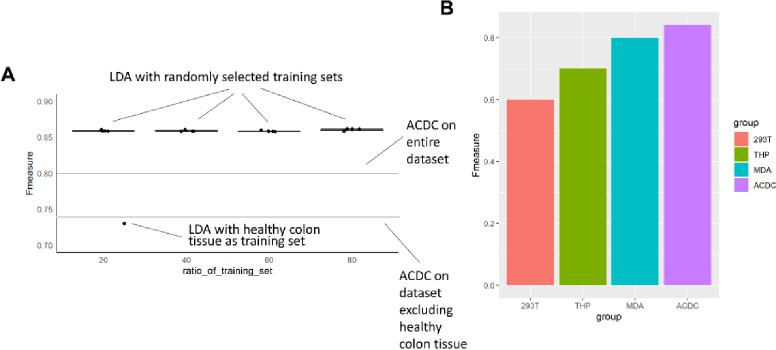 A
LDA with randomly selected training sets
0.90
0.85
0.80
0.74
0.70
Fmeasure
ACDC on
entire
dataset
LDA with healthy colon
tissue as training set
20
40
60
80
ratio_of_training_set
ACDC on
dataset
excluding
healthy
colon tissue
B
0.8
0.6
0.4
0.2
0.0
Fmeasure
293T
THP
MDA
ACDC
group
group
293T
THP
MDA
ACDC